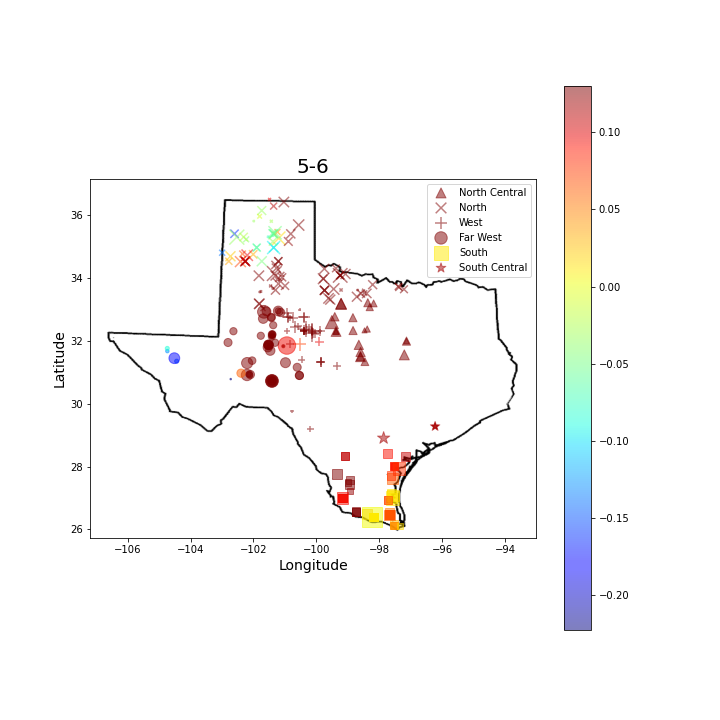 5-6
North Central
North
West
Far West
South
South Central
Latitude
36
34
32
30
28
26
−106
−104
−102
−100
−98
−96
−94
Longitude
0.10
0.05
0.00
−0.05
−0.10
−0.15
−0.20